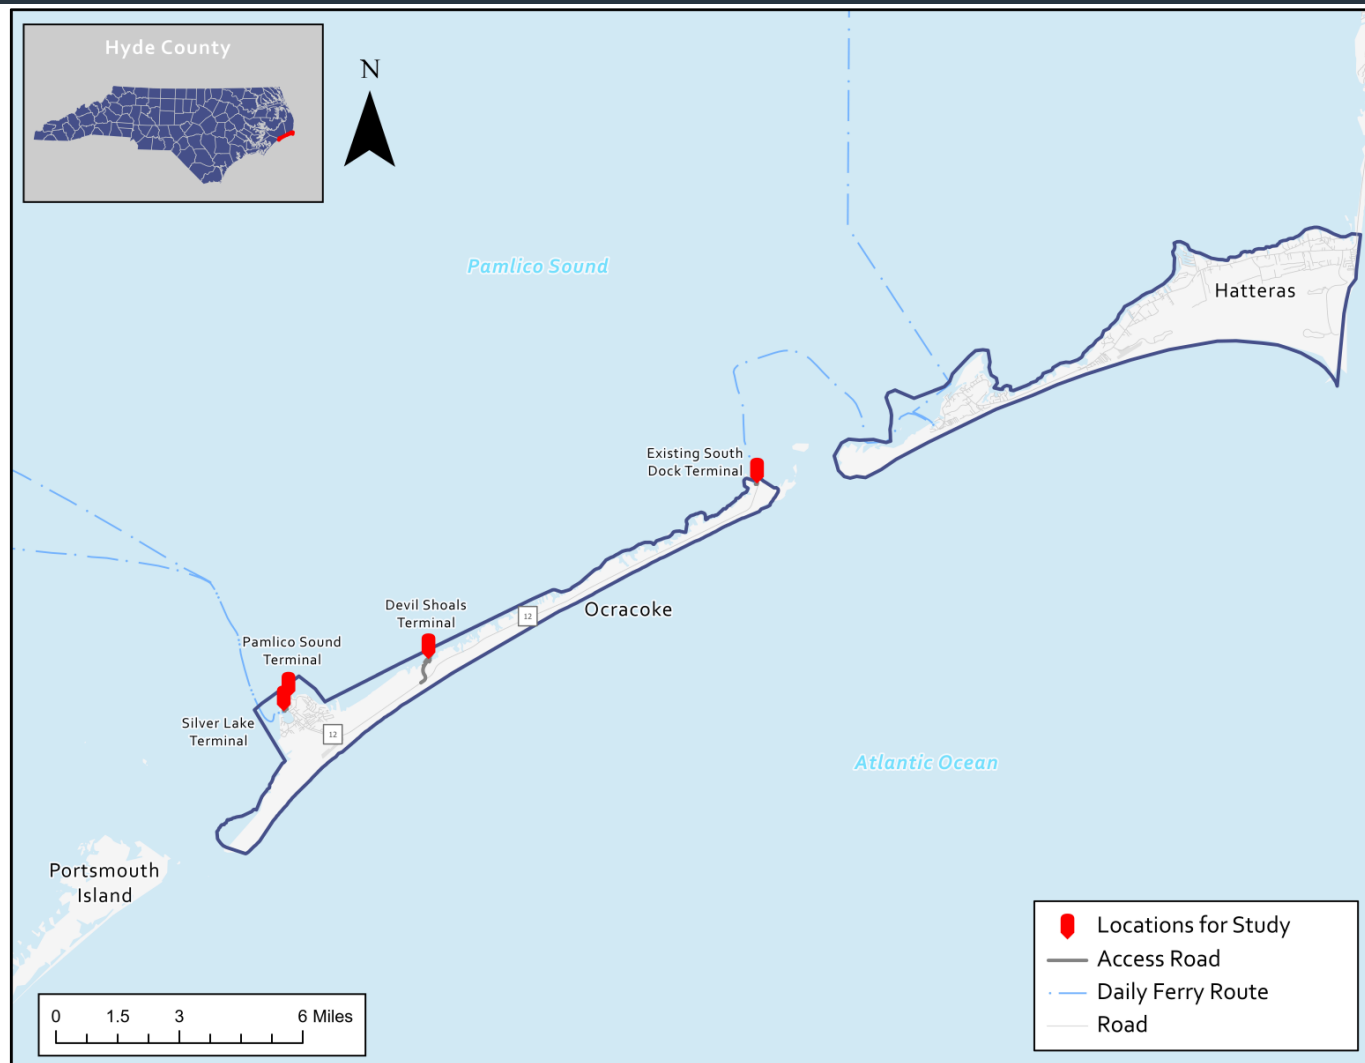 Hyde County
N
Pamlico Sound
Hatteras
Existing South
Dock Terminal
Devil Shoals
Terminal
12
Ocracoke
Pamlico Sound
Terminal
Silver Lake
Terminal
12
Atlantic Ocean
Portsmouth
Island
Locations for Study
Access Road
Daily Ferry Route
Road
0 1.5 3 6 Miles